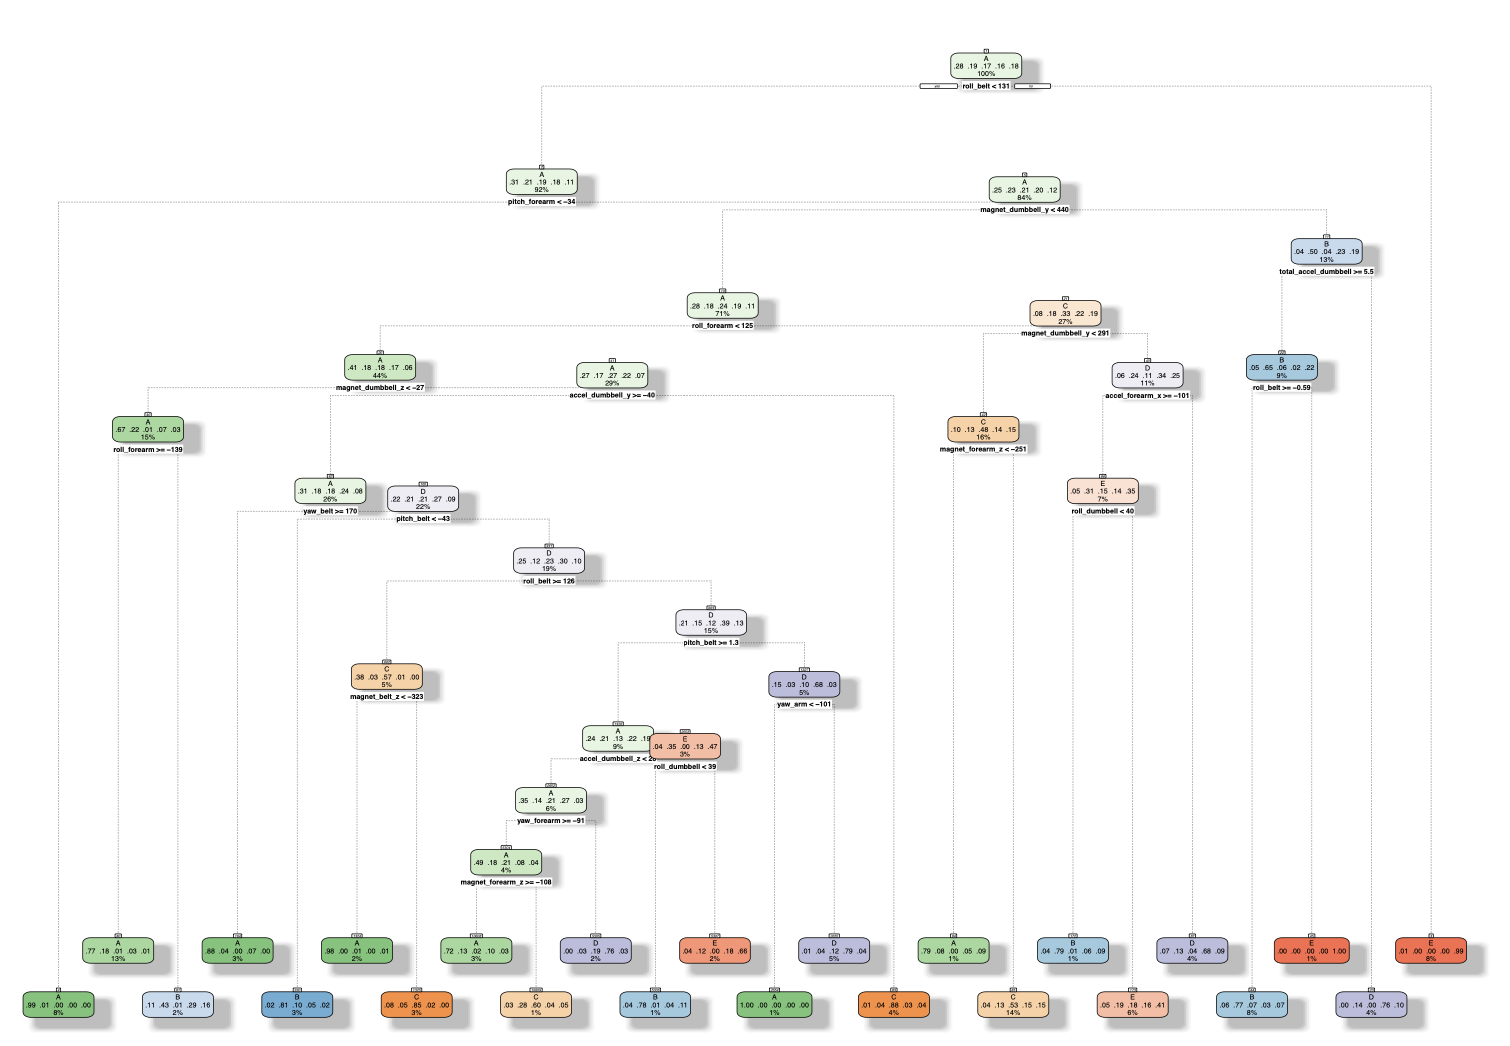 A
.28 .19 .17 .16 .18
100%
roll_belt < 131
A
.31 .21 .19 .18 .11
92%
pitch_forearm < −34
A
.25 .23 .21 .20 .12
84%
magnet_dumbbell_y < 440
B
.04 .50 .04 .23 .19
13%
total_accel_dumbbell >= 5.5
A
.28 .18 .24 .19 .11
71%
roll_forearm < 125
C
.08 .18 .33 .22 .19
27%
magnet_dumbbell_y < 291
A
.41 .18 .18 .17 .06
44%
magnet_dumbbell_z < −27
A
.27 .17 .27 .22 .07
29%
accel_dumbbell_y >= −40
D
.06 .24 .11 .34 .25
11%
accel_forearm_x >= −101
B
.05 .65 .06 .02 .22
9%
roll_belt >= −0.59
A
.67 .22 .01 .07 .03
15%
roll_forearm >= −139
C
.10 .13 .48 .14 .15
16%
magnet_forearm_z < −251
A
.31 .18 .18 .24 .08
26%
yaw_belt >= 170
D
.22 .21 .21 .27 .09
22%
pitch_belt < −43
E
.05 .31 .15 .14 .35
7%
roll_dumbbell < 40
D
.25 .12 .23 .30 .10
19%
roll_belt >= 126
D
.21 .15 .12 .39 .13
15%
pitch_belt >= 1.3
C
.38 .03 .57 .01 .00
5%
magnet_belt_z < −323
D
.15 .03 .10 .68 .03
5%
yaw_arm < −101
A
.24 .21 .13 .22 .19
9%
accel_dumbbell_z <
E
.04 .35 .00 .13 .47
3%
roll_dumbbell < 39
A
.35 .14 .21 .27 .03
6%
yaw_forearm >= −91
A
.49 .18 .21 .08 .04
4%
magnet_forearm_z >= −108
A
.77 .18 .01 .03 .01
13%
A
.88 .04 .00 .07 .00
3%
A
.98 .00 .01 .00 .01
2%
A
.72 .13 .02 .10 .03
3%
D
.00 .03 .19 .76 .03
2%
E
.04 .12 .00 .18 .66
2%
D
.01 .04 .12 .79 .04
5%
A
.79 .08 .00 .05 .09
1%
B
.04 .79 .01 .06 .09
1%
D
.07 .13 .04 .68 .09
4%
E
.00 .00 .00 .00 1.00
1%
E
.01 .00 .00 .00 .99
8%
A
.99 .01 .00 .00 .00
8%
B
.11 .43 .01 .29 .16
2%
B
.02 .81 .10 .05 .02
3%
C
.08 .05 .85 .02 .00
3%
C
.03 .28 .60 .04 .05
1%
B
.04 .78 .01 .04 .11
1%
A
1.00 .00 .00 .00 .00
1%
C
.01 .04 .88 .03 .04
4%
C
.04 .13 .53 .15 .15
14%
E
.05 .19 .18 .16 .41
6%
B
.06 .77 .07 .03 .07
8%
D
.00 .14 .00 .76 .10
4%